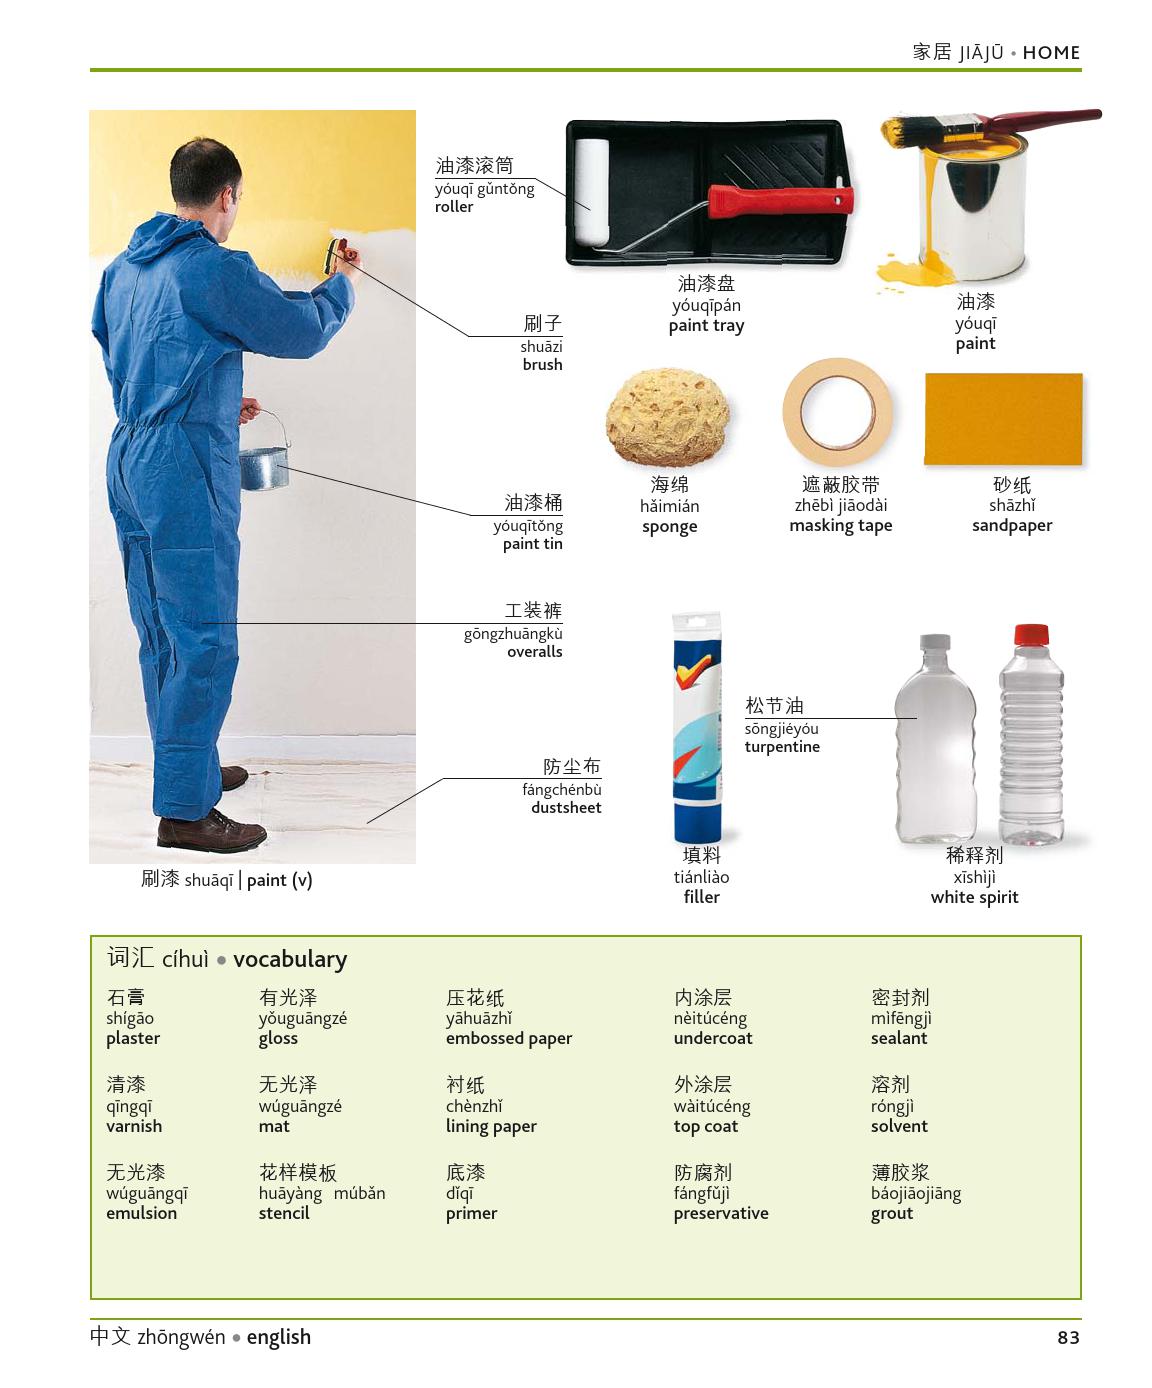 家居 JIĀJŪ • HOME
油漆滚筒
yóuqī gǔntǒng
roller
油漆盘
yóuqīpán
paint tray
油漆
yóuqī
paint
刷子
shuāzi
brush
海绵
hǎimián
sponge
遮蔽胶带
zhēbì jiāodài
masking tape
砂纸
shāzhǐ
sandpaper
油漆桶
yóuqītǒng
paint tin
工装裤
gōngzhuāngkù
overalls
松节油
sōngjiéyóu
turpentine
防尘布
fángchénbù
dustsheet
填料
tiánliào
filler
稀释剂
xīshìjì
white spirit
刷漆 shuāqī | paint (v)
词汇 cíhuì • vocabulary
石膏
shígāo
plaster
清漆
qīngqī
varnish
无光漆
wúguāngqī
emulsion
有光泽
yǒuguāngzé
gloss
无光泽
wúguāngzé
mat
花样模板
huāyàng múbǎn
stencil
压花纸
yāhuāzhǐ
embossed paper
衬纸
chènzhǐ
lining paper
底漆
dǐqī
primer
内涂层
nèitúcéng
undercoat
外涂层
wàitúcéng
top coat
防腐剂
fángfǔjì
preservative
密封剂
mìfēngjì
sealant
溶剂
róngjì
solvent
薄胶浆
báojiāojiāng
grout
中文 zhōngwén • english
83